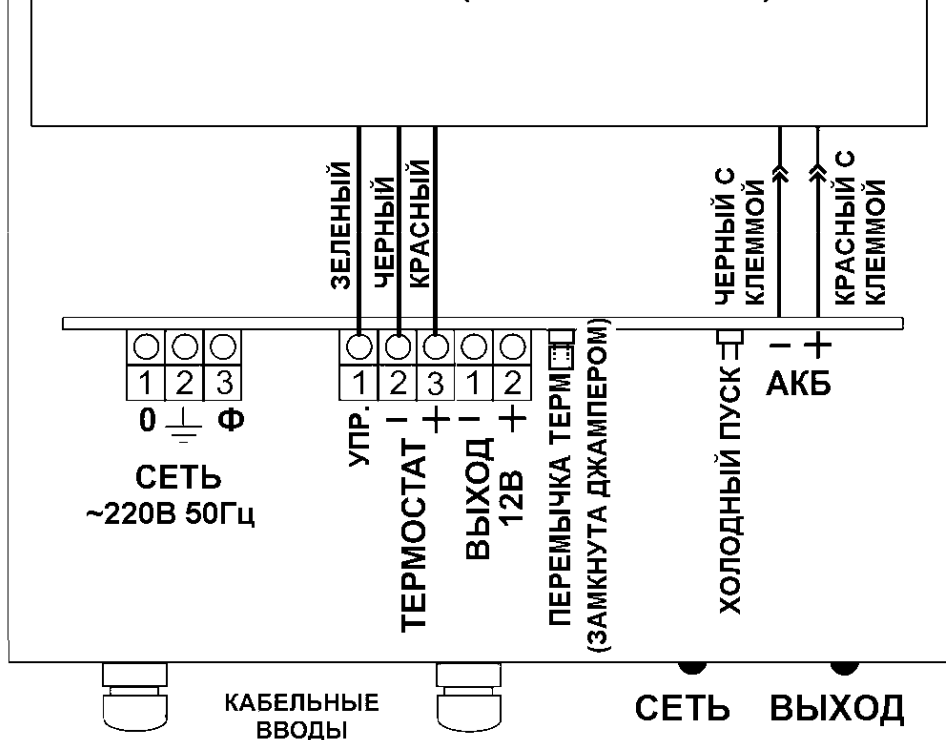 ЗЕЛЕНЫЙ
ЧЕРНЫЙ
КРАСНЫЙ
ЧЕРНЫЙ С
КЛЕММОЙ
КРАСНЫЙ С
КЛЕММОЙ
1 2 3
1 2 3 1 2
0 Ф
УПР. − + − +
− +
АКБ
СЕТЬ
~220В 50Гц
ТЕРМОСТАТ
ВЫХОД
12В
ПЕРЕМЫЧКА ТЕРМ
(ЗАМКНУТА ДЖАМПЕРОМ)
ХОЛОДНЫЙ ПУСК
КАБЕЛЬНЫЕ
ВВОДЫ
СЕТЬ ВЫХОД